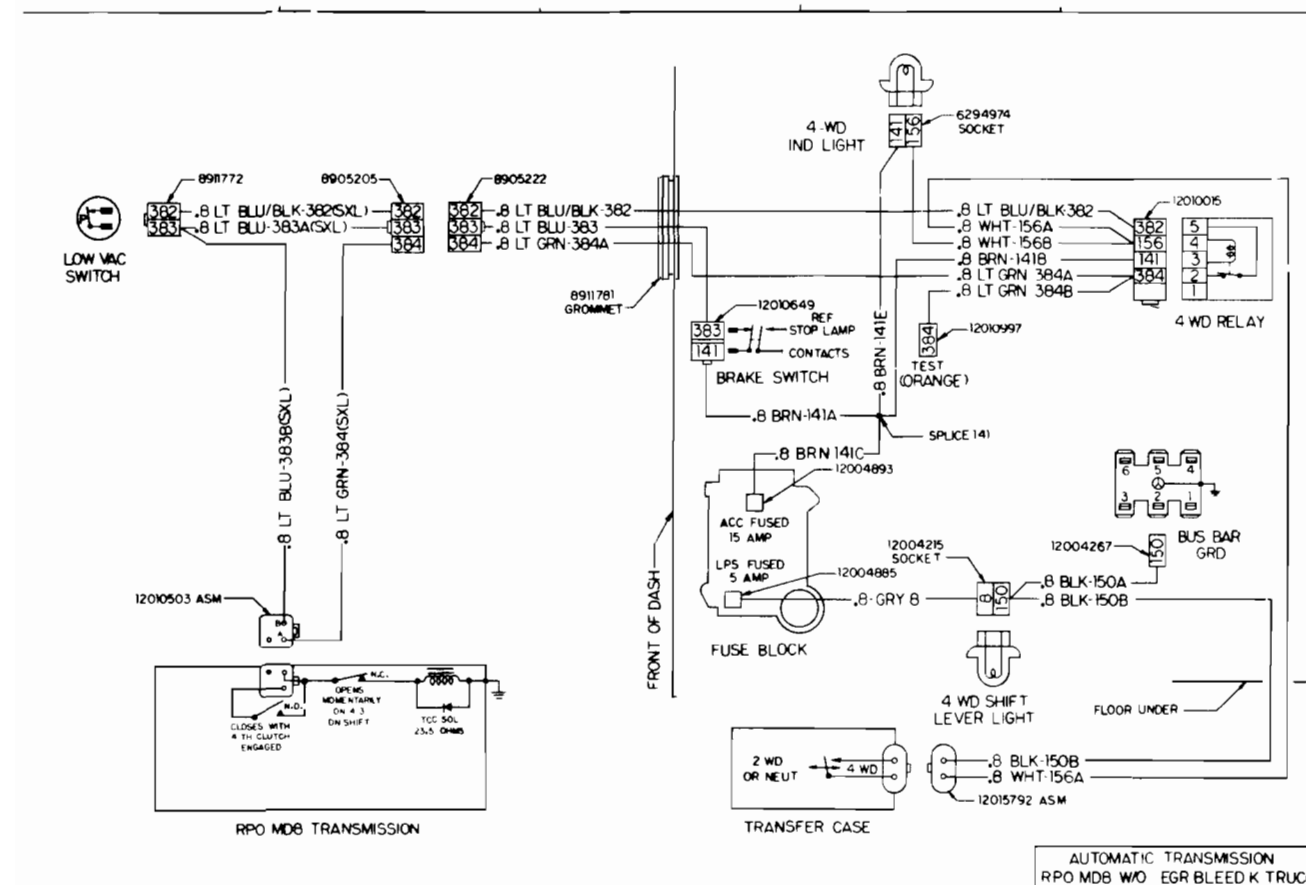 6294974
SOCKET
4-WD
IND LIGHT
141
156
8911772
8905205
8905222
382
383
.8 LT BLU/BLK-382(SXL)
.8 LT BLU-383A(SXL)
382
383
384
382
383
384
.8 LT BLU/BLK-382
.8 LT BLU-383
.8 LT GRN-384A
LOW VAC
SWITCH
12010015
.8 LT BLU/BLK-382
.8 WHT-156A
.8 WHT-156B
.8 BRN-141B
.8 LT GRN 384A
.8 LT GRN 384B
382
156
141
384
5
4
3
2
1
4 WD RELAY
8911781
GROMMET
12010649
383
141
REF
STOP LAMP
CONTACTS
BRAKE SWITCH
.8 BRN-141E
384
12010997
TEST
(ORANGE)
.8 BRN-141A
SPLICE 141
.8 BRN 141C
12004893
ACC FUSED
15 AMP
LPS FUSED
5 AMP
12004885
FUSE BLOCK
FRONT OF DASH
.8 LT BLU-383B(SXL)
.8 LT GRN-384(SXL)
6
5
4
3
2
1
BUS BAR
GRD
12004215
SOCKET
12004267
150
.8-GRY 8
8
150
.8 BLK-150A
.8 BLK-150B
4 WD SHIFT
LEVER LIGHT
FLOOR UNDER
12010503 ASM
B
A
N.C.
OPENS
MOMENTARILY
ON 4 3
DN SHIFT
N.O.
CLOSES WITH
4 TH CLUTCH
ENGAGED
TCC SOL
23.5 OHMS
RPO MD8 TRANSMISSION
2 WD
OR NEUT
4 WD
.8 BLK-150B
.8 WHT-156A
12015792 ASM
TRANSFER CASE
AUTOMATIC TRANSMISSION
RPO MD8 W/O EGR BLEED K TRUC